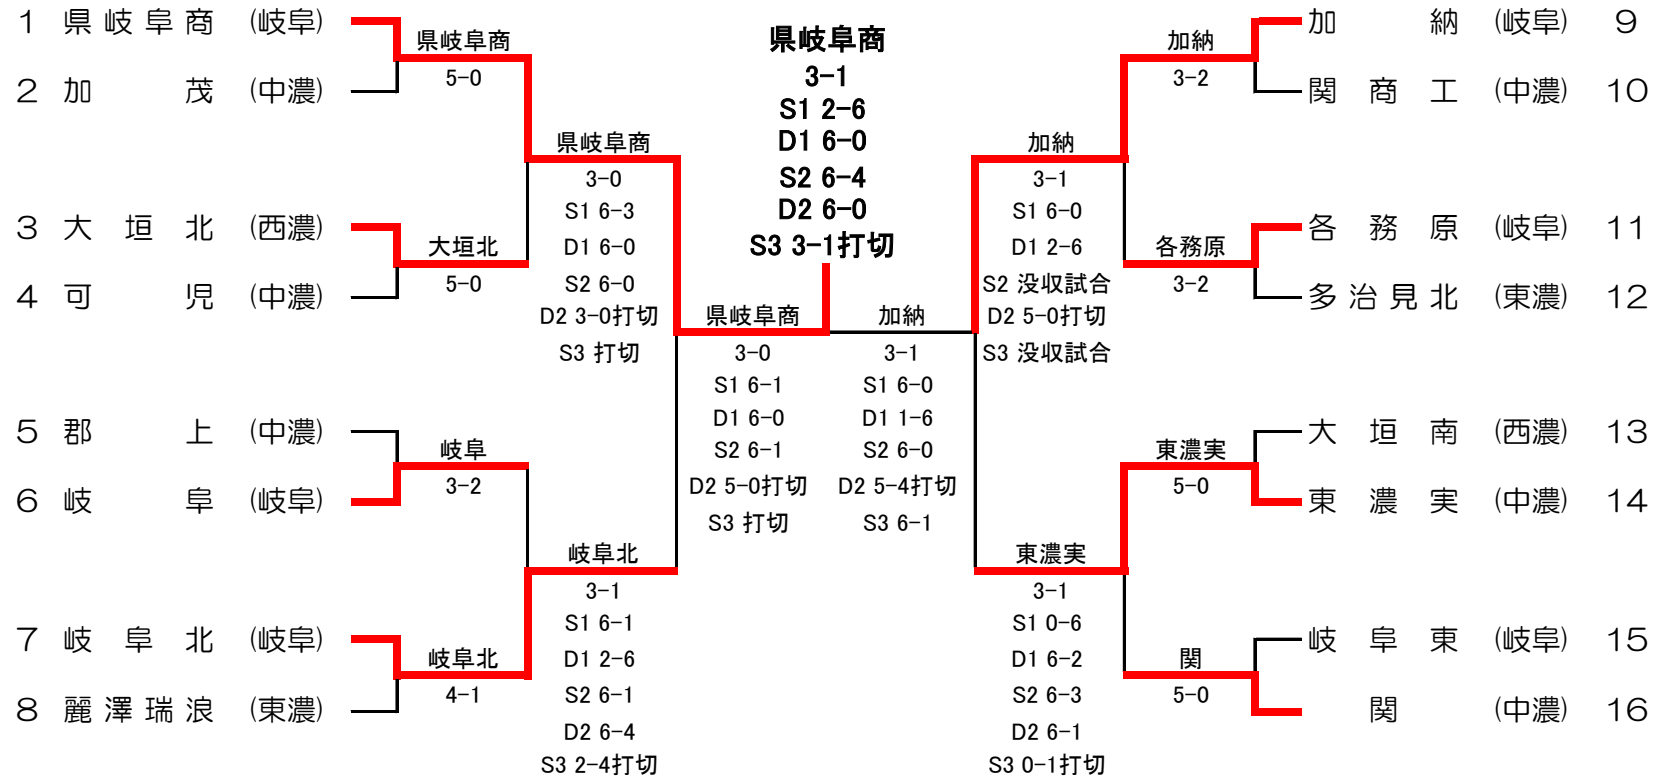 1 県岐阜商 (岐阜)
2 加茂 (中濃)
3 大垣北 (西濃)
4 可児 (中濃)
5 郡上 (中濃)
6 岐阜 (岐阜)
7 岐阜北 (岐阜)
8 麗澤瑞浪 (東濃)
県岐阜商
5-0
大垣北
5-0
岐阜
3-2
岐阜北
4-1
県岐阜商
3-0
S1 6-3
D1 6-0
S2 6-0
D2 3-0打切
S3 打切
岐阜北
3-1
S1 6-1
D1 2-6
S2 6-1
D2 6-4
S3 2-4打切
県岐阜商
3-0
S1 6-1
D1 6-0
S2 6-1
D2 5-0打切
S3 打切
県岐阜商
3-1
S1 2-6
D1 6-0
S2 6-4
D2 6-0
S3 3-1打切
加納
3-1
S1 6-0
D1 1-6
S2 6-0
D2 5-4打切
S3 6-1
加納
3-1
S1 6-0
D1 2-6
S2 没収試合
D2 5-0打切
S3 没収試合
東濃実
3-1
S1 0-6
D1 6-2
S2 6-3
D2 6-1
S3 0-1打切
加納
3-2
各務原
3-2
東濃実
5-0
関
5-0
加納 (岐阜) 9
関商工 (中濃) 10
各務原 (岐阜) 11
多治見北 (東濃) 12
大垣南 (西濃) 13
東濃実 (中濃) 14
岐阜東 (岐阜) 15
関 (中濃) 16